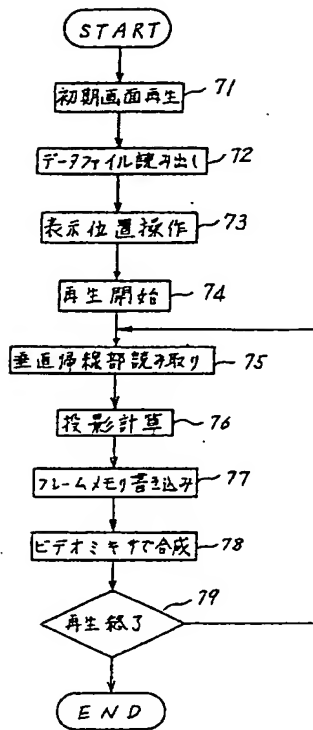 START
初期画面再生 71
データファイル読み出し 72
表示位置操作 73
再生開始 74
垂直帰線部読み取り 75
投影計算 76
フレームメモリ書き込み 77
ビデオミキサで合成 78
再生終了 79
END